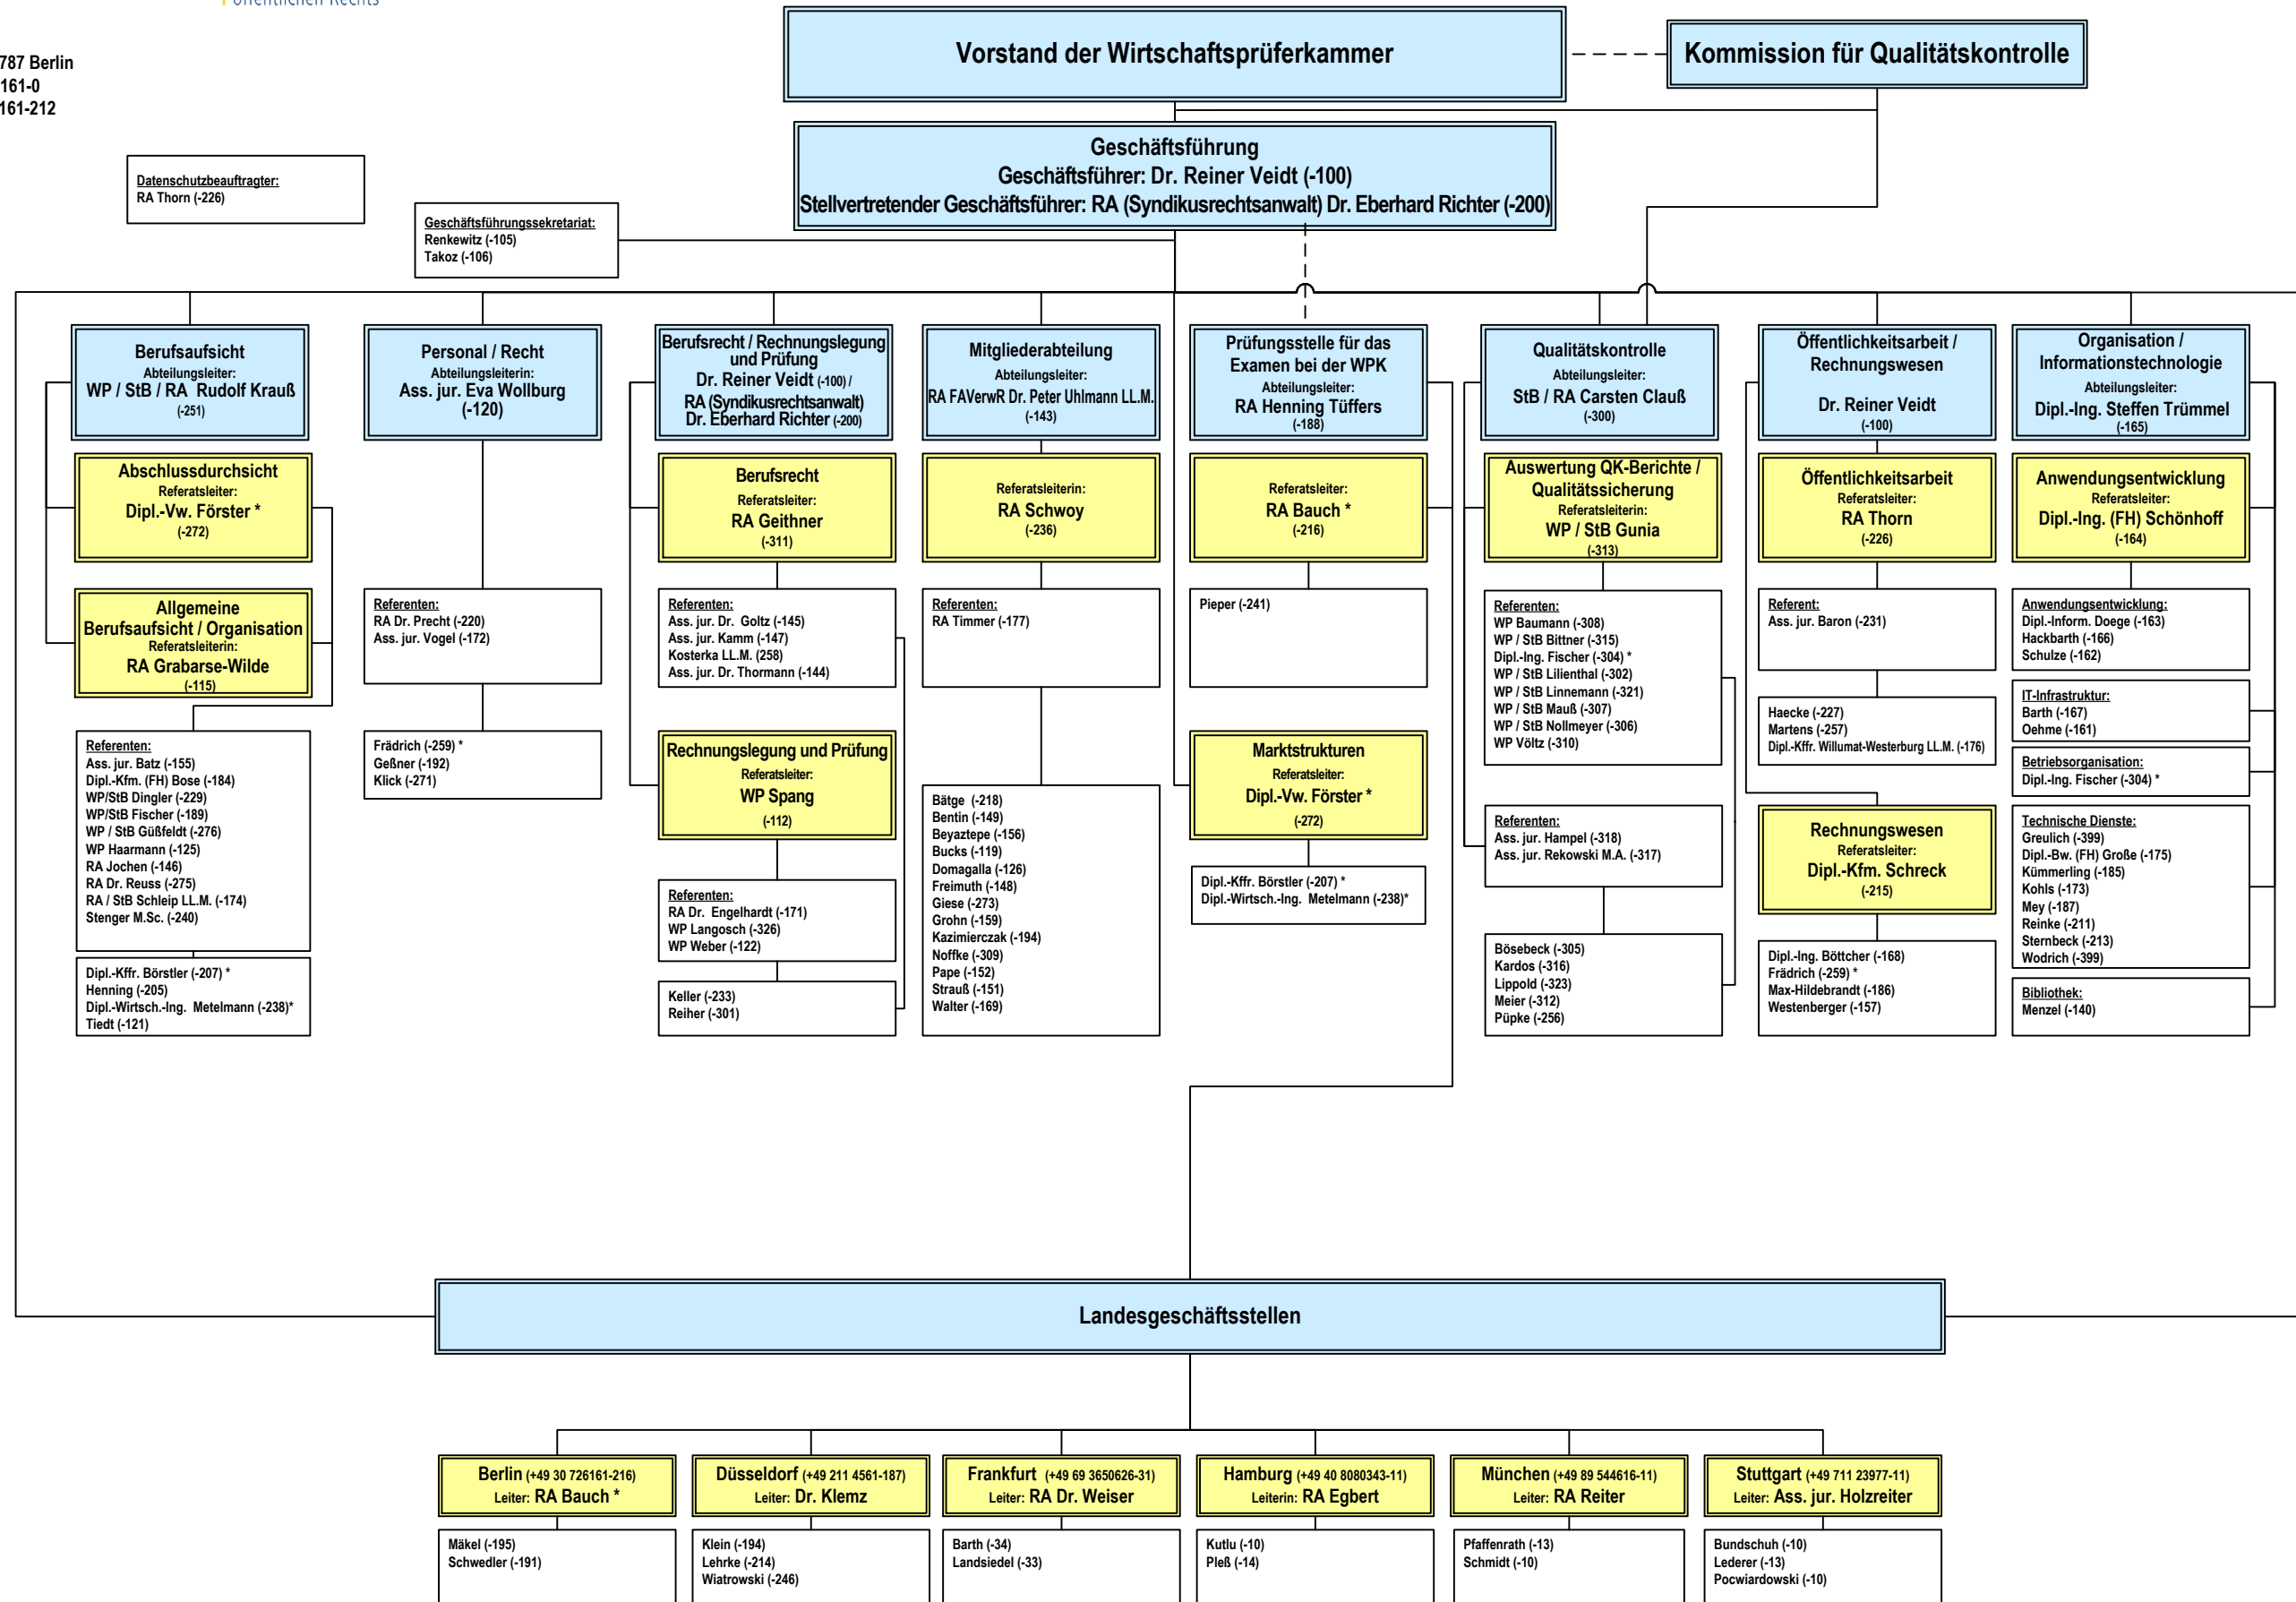 öffentlichen Rechts
787 Berlin
161-0
161-212
Vorstand der Wirtschaftsprüferkammer
Kommission für Qualitätskontrolle
Geschäftsführung
Geschäftsführer: Dr. Reiner Veidt (-100)
Stellvertretender Geschäftsführer: RA (Syndikusrechtsanwalt) Dr. Eberhard Richter (-200)
Datenschutzbeauftragter:
RA Thorn (-226)
Geschäftsführungssekretariat:
Renkewitz (-105)
Takoz (-106)
Berufsaufsicht
Abteilungsleiter:
WP / StB / RA Rudolf Krauß
(-251)
Abschlussdurchsicht
Referatsleiter:
Dipl.-Vw. Förster *
(-272)
Allgemeine
Berufsaufsicht / Organisation
Referatsleiterin:
RA Grabarse-Wilde
(-115)
Referenten:
Ass. jur. Batz (-155)
Dipl.-Kfm. (FH) Bose (-184)
WP/StB Dingler (-229)
WP/StB Fischer (-189)
WP / StB Güßfeldt (-276)
WP Haarmann (-125)
RA Jochen (-146)
RA Dr. Reuss (-275)
RA / StB Schleip LL.M. (-174)
Stenger M.Sc. (-240)
Dipl.-Kffr. Börstler (-207) *
Henning (-205)
Dipl.-Wirtsch.-Ing. Metelmann (-238)*
Tiedt (-121)
Personal / Recht
Abteilungsleiterin:
Ass. jur. Eva Wollburg
(-120)
Referenten:
RA Dr. Precht (-220)
Ass. jur. Vogel (-172)
Frädrich (-259) *
Geßner (-192)
Klick (-271)
Berufsrecht / Rechnungslegung
und Prüfung
Dr. Reiner Veidt (-100) /
RA (Syndikusrechtsanwalt)
Dr. Eberhard Richter (-200)
Berufsrecht
Referatsleiter:
RA Geithner
(-311)
Referenten:
Ass. jur. Dr. Goltz (-145)
Ass. jur. Kamm (-147)
Kosterka LL.M. (258)
Ass. jur. Dr. Thormann (-144)
Rechnungslegung und Prüfung
Referatsleiter:
WP Spang
(-112)
Referenten:
RA Dr. Engelhardt (-171)
WP Langosch (-326)
WP Weber (-122)
Keller (-233)
Reiher (-301)
Mitgliederabteilung
Abteilungsleiter:
RA FAVerwR Dr. Peter Uhlmann LL.M.
(-143)
Referatsleiterin:
RA Schwoy
(-236)
Referenten:
RA Timmer (-177)
Bätge (-218)
Bentin (-149)
Beyaztepe (-156)
Bucks (-119)
Domagalla (-126)
Freimuth (-148)
Giese (-273)
Grohn (-159)
Kazimierczak (-194)
Noffke (-309)
Pape (-152)
Strauß (-151)
Walter (-169)
Prüfungsstelle für das
Examen bei der WPK
Abteilungsleiter:
RA Henning Tüffers
(-188)
Referatsleiter:
RA Bauch *
(-216)
Pieper (-241)
Marktstrukturen
Referatsleiter:
Dipl.-Vw. Förster *
(-272)
Dipl.-Kffr. Börstler (-207) *
Dipl.-Wirtsch.-Ing. Metelmann (-238)*
Qualitätskontrolle
Abteilungsleiter:
StB / RA Carsten Clauß
(-300)
Auswertung QK-Berichte /
Qualitätssicherung
Referatsleiterin:
WP / StB Gunia
(-313)
Referenten:
WP Baumann (-308)
WP / StB Bittner (-315)
Dipl.-Ing. Fischer (-304) *
WP / StB Lilienthal (-302)
WP / StB Linnemann (-321)
WP / StB Mauß (-307)
WP / StB Nollmeyer (-306)
WP Völtz (-310)
Referenten:
Ass. jur. Hampel (-318)
Ass. jur. Rekowski M.A. (-317)
Bösebeck (-305)
Kardos (-316)
Lippold (-323)
Meier (-312)
Püpke (-256)
Öffentlichkeitsarbeit /
Rechnungswesen
Dr. Reiner Veidt
(-100)
Öffentlichkeitsarbeit
Referatsleiter:
RA Thorn
(-226)
Referent:
Ass. jur. Baron (-231)
Haecke (-227)
Martens (-257)
Dipl.-Kffr. Willumat-Westerburg LL.M. (-176)
Rechnungswesen
Referatsleiter:
Dipl.-Kfm. Schreck
(-215)
Dipl.-Ing. Böttcher (-168)
Frädrich (-259) *
Max-Hildebrandt (-186)
Westenberger (-157)
Organisation /
Informationstechnologie
Abteilungsleiter:
Dipl.-Ing. Steffen Trümmel
(-165)
Anwendungsentwicklung
Referatsleiter:
Dipl.-Ing. (FH) Schönhoff
(-164)
Anwendungsentwicklung:
Dipl.-Inform. Doege (-163)
Hackbarth (-166)
Schulze (-162)
IT-Infrastruktur:
Barth (-167)
Oehme (-161)
Betriebsorganisation:
Dipl.-Ing. Fischer (-304) *
Technische Dienste:
Greulich (-399)
Dipl.-Bw. (FH) Große (-175)
Kümmerling (-185)
Kohls (-173)
Mey (-187)
Reinke (-211)
Sternbeck (-213)
Wodrich (-399)
Bibliothek:
Menzel (-140)
Landesgeschäftsstellen
Berlin (+49 30 726161-216)
Leiter: RA Bauch *
Mäkel (-195)
Schwedler (-191)
Düsseldorf (+49 211 4561-187)
Leiter: Dr. Klemz
Klein (-194)
Lehrke (-214)
Wiatrowski (-246)
Frankfurt (+49 69 3650626-31)
Leiter: RA Dr. Weiser
Barth (-34)
Landsiedel (-33)
Hamburg (+49 40 8080343-11)
Leiterin: RA Egbert
Kutlu (-10)
Pleß (-14)
München (+49 89 544616-11)
Leiter: RA Reiter
Pfaffenrath (-13)
Schmidt (-10)
Stuttgart (+49 711 23977-11)
Leiter: Ass. jur. Holzreiter
Bundschuh (-10)
Lederer (-13)
Pocwiardowski (-10)